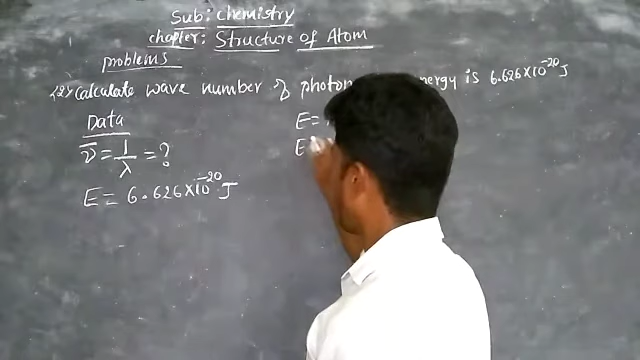 Sub: chemistry
chapter: Structure of Atom
problems
(2) Calculate wave number of photon energy is 6.626×10⁻²⁰ J
Data
ν̅ = 1/λ = ?
E = 6.626×10⁻²⁰ J
E =
E